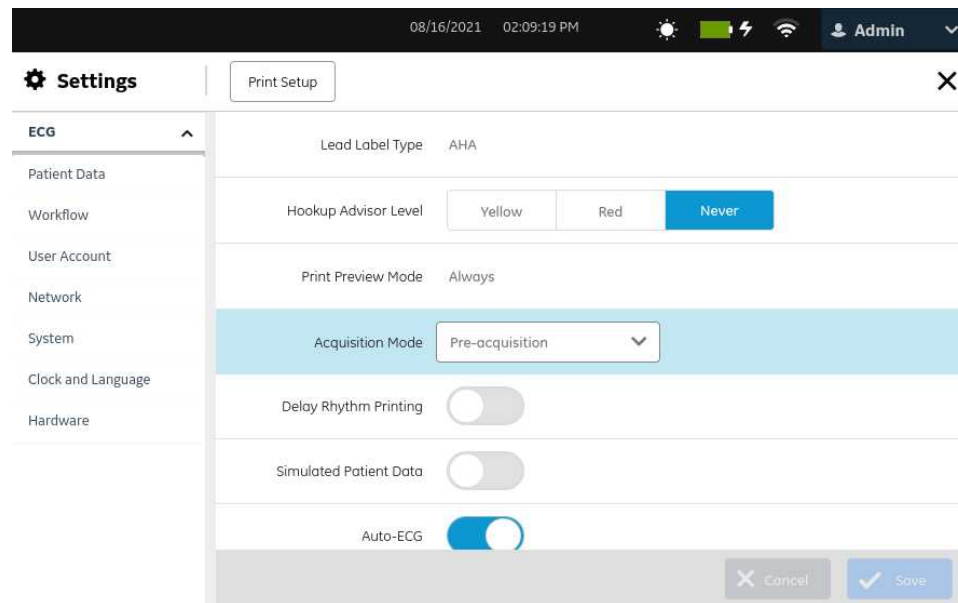 08/16/2021 02:09:19 PM Admin
Settings
Print Setup
ECG
Patient Data
Workflow
User Account
Network
System
Clock and Language
Hardware
Lead Label Type AHA
Hookup Advisor Level Yellow Red Never
Print Preview Mode Always
Acquisition Mode Pre-acquisition
Delay Rhythm Printing
Simulated Patient Data
Auto-ECG
Cancel Save